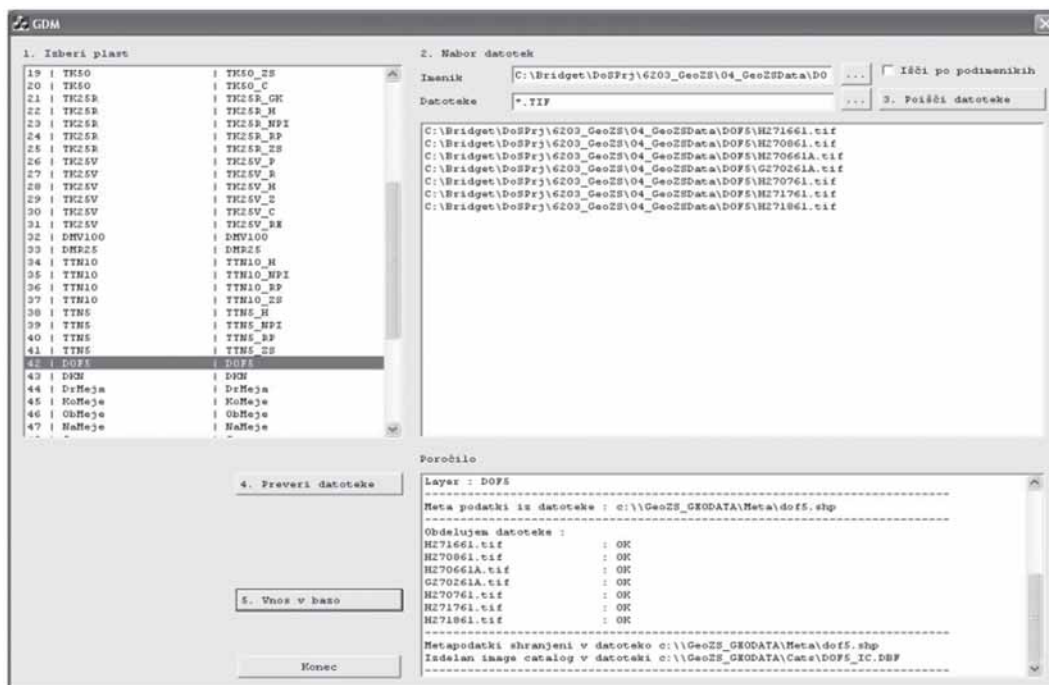 GDM
1. Izberi plast
19 | TK50 | TK50_ZS
20 | TK50 | TK50_C
21 | TK25R | TK25R_GK
22 | TK25R | TK25R_H
23 | TK25R | TK25R_NPI
24 | TK25R | TK25R_RP
25 | TK25R | TK25R_ZS
26 | TK25V | TK25V_P
27 | TK25V | TK25V_R
28 | TK25V | TK25V_H
29 | TK25V | TK25V_Z
30 | TK25V | TK25V_C
31 | TK25V | TK25V_RE
32 | DMV100 | DMV100
33 | DMR25 | DMR25
34 | TTN10 | TTN10_H
35 | TTN10 | TTN10_NPI
36 | TTN10 | TTN10_RP
37 | TTN10 | TTN10_ZS
38 | TTN5 | TTN5_H
39 | TTN5 | TTN5_NPI
40 | TTN5 | TTN5_RP
41 | TTN5 | TTN5_ZS
42 | DOF5 | DOF5
43 | DKN | DKN
44 | DrMeja | DrMeja
45 | KoMeje | KoMeje
46 | ObMeje | ObMeje
47 | NaMeje | NaMeje
2. Nabor datotek
Imenik C:\Bridget\DoSPrj\6203_GeoZS\04_GeoZSData\DO ... Išči po podimenikih
Datoteke *.TIF ... 3. Poišči datoteke
C:\Bridget\DoSPrj\6203_GeoZS\04_GeoZSData\DOF5\H271661.tif
C:\Bridget\DoSPrj\6203_GeoZS\04_GeoZSData\DOF5\H270861.tif
C:\Bridget\DoSPrj\6203_GeoZS\04_GeoZSData\DOF5\H270661A.tif
C:\Bridget\DoSPrj\6203_GeoZS\04_GeoZSData\DOF5\G270261A.tif
C:\Bridget\DoSPrj\6203_GeoZS\04_GeoZSData\DOF5\H270761.tif
C:\Bridget\DoSPrj\6203_GeoZS\04_GeoZSData\DOF5\H271761.tif
C:\Bridget\DoSPrj\6203_GeoZS\04_GeoZSData\DOF5\H271861.tif
4. Preveri datoteke
5. Vnos v bazo
Konec
Poročilo
Layer : DOF5
Meta podatki iz datoteke : c:\\GeoZS_GEODATA\Meta\dof5.shp
Obdelujem datoteke :
H271661.tif : OK
H270861.tif : OK
H270661A.tif : OK
G270261A.tif : OK
H270761.tif : OK
H271761.tif : OK
H271861.tif : OK
Metapodatki shranjeni v datoteko c:\\GeoZS_GEODATA\Meta\dof5.shp
Izdelan image catalog v datoteki c:\\GeoZS_GEODATA\Cats\DOF5_IC.DBF